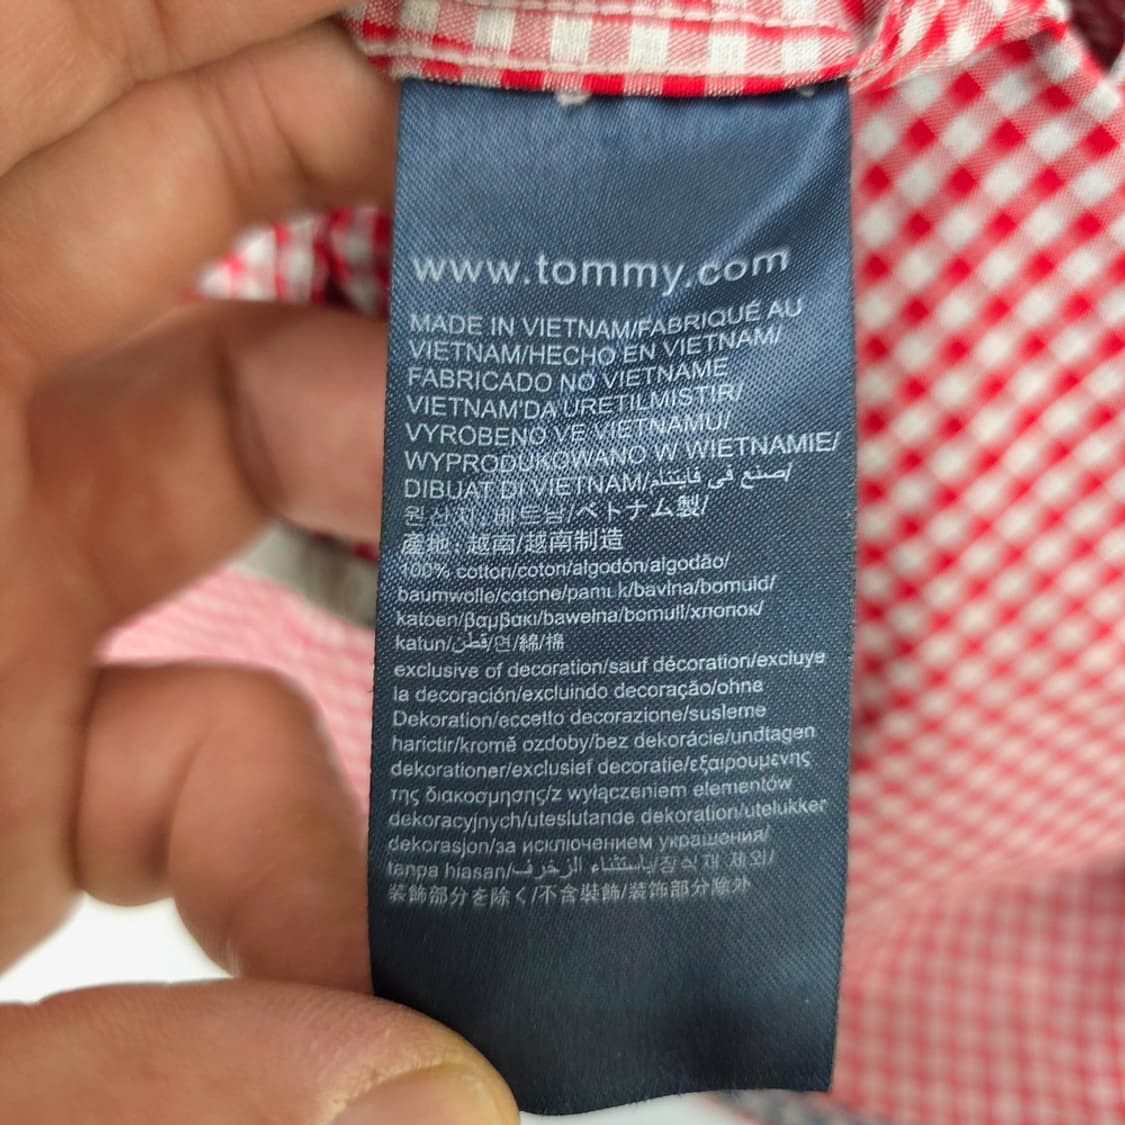 www.tommy.com
MADE IN VIETNAM/FABRIQUÉ AU
VIETNAM/HECHO EN VIETNAM/
FABRICADO NO VIETNAME
VIETNAM'DA URETILMISTIR/
VYROBENO VE VIETNAMU/
WYPRODUKOWANO W WIETNAMIE/
DIBUAT DI VIETNAM/صنع في فايتنام/
원산지:베트남/ベトナム製/
產地:越南/越南制造
100% cotton/coton/algodón/algodão/
baumwolle/cotone/pamuk/bavlna/bomuld/
katoen/βαμβακι/bawełna/bomull/хлопок/
katun/قطن/면/綿/棉
exclusive of decoration/sauf décoration/excluye
la decoración/excluindo decoração/ohne
Dekoration/eccetto decorazione/susleme
harictir/kromě ozdoby/bez dekorácie/undtagen
dekorationer/exclusief decoratie/εξαιρουμένης
της διακοσμησης/z wyłączeniem elementów
dekoracyjnych/uteslutande dekoration/utelukker
dekorasjon/за исключением украшения/
tanpa hiasan/باستثناء الزخرف/장식재 제외/
装飾部分を除く/不含裝飾/装饰部分除外